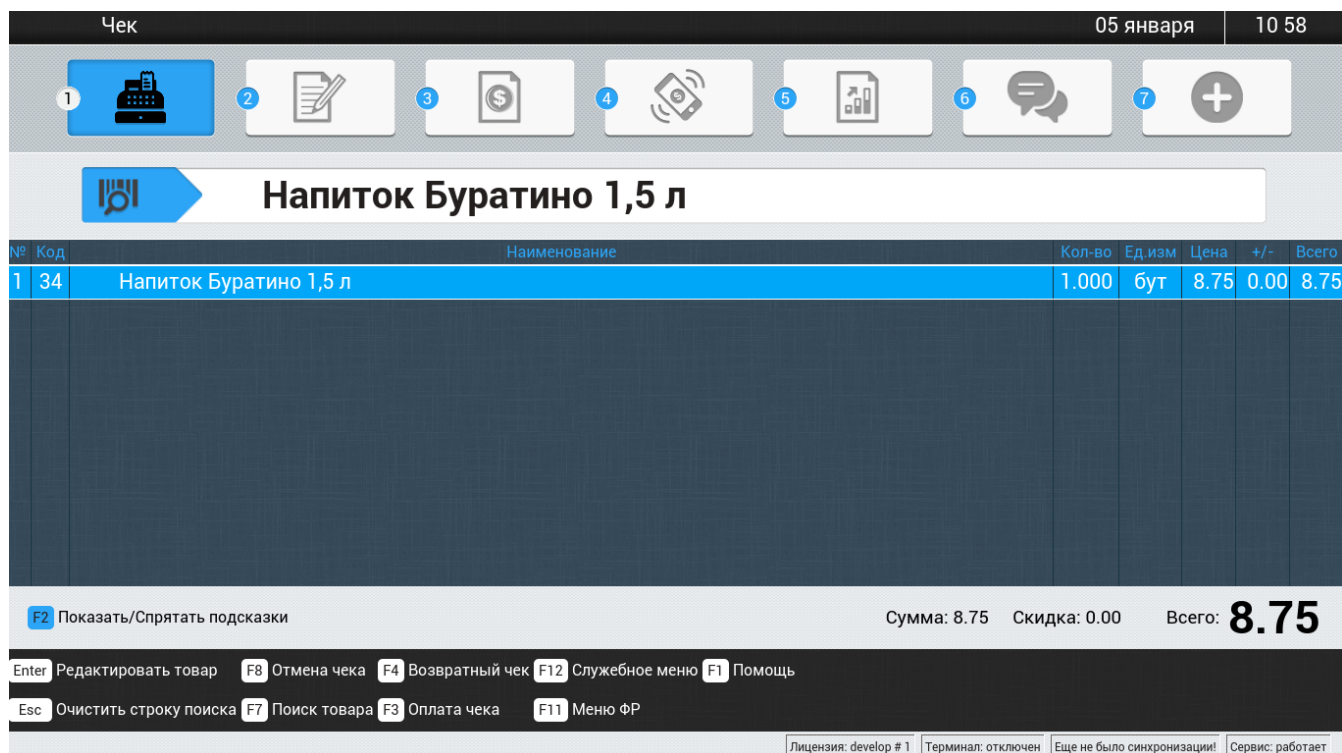 Чек 05 января 10 58
1 2 3 4 5 6 7
Напиток Буратино 1,5 л
№ Код Наименование Кол-во Ед.изм Цена +/- Всего
1 34 Напиток Буратино 1,5 л 1.000 бут 8.75 0.00 8.75
F2 Показать/Спрятать подсказки Сумма: 8.75 Скидка: 0.00 Всего: 8.75
Enter Редактировать товар F8 Отмена чека F4 Возвратный чек F12 Служебное меню F1 Помощь
Esc Очистить строку поиска F7 Поиск товара F3 Оплата чека F11 Меню ФР
Лицензия: develop # 1 Терминал: отключен Еще не было синхронизации! Сервис: работает